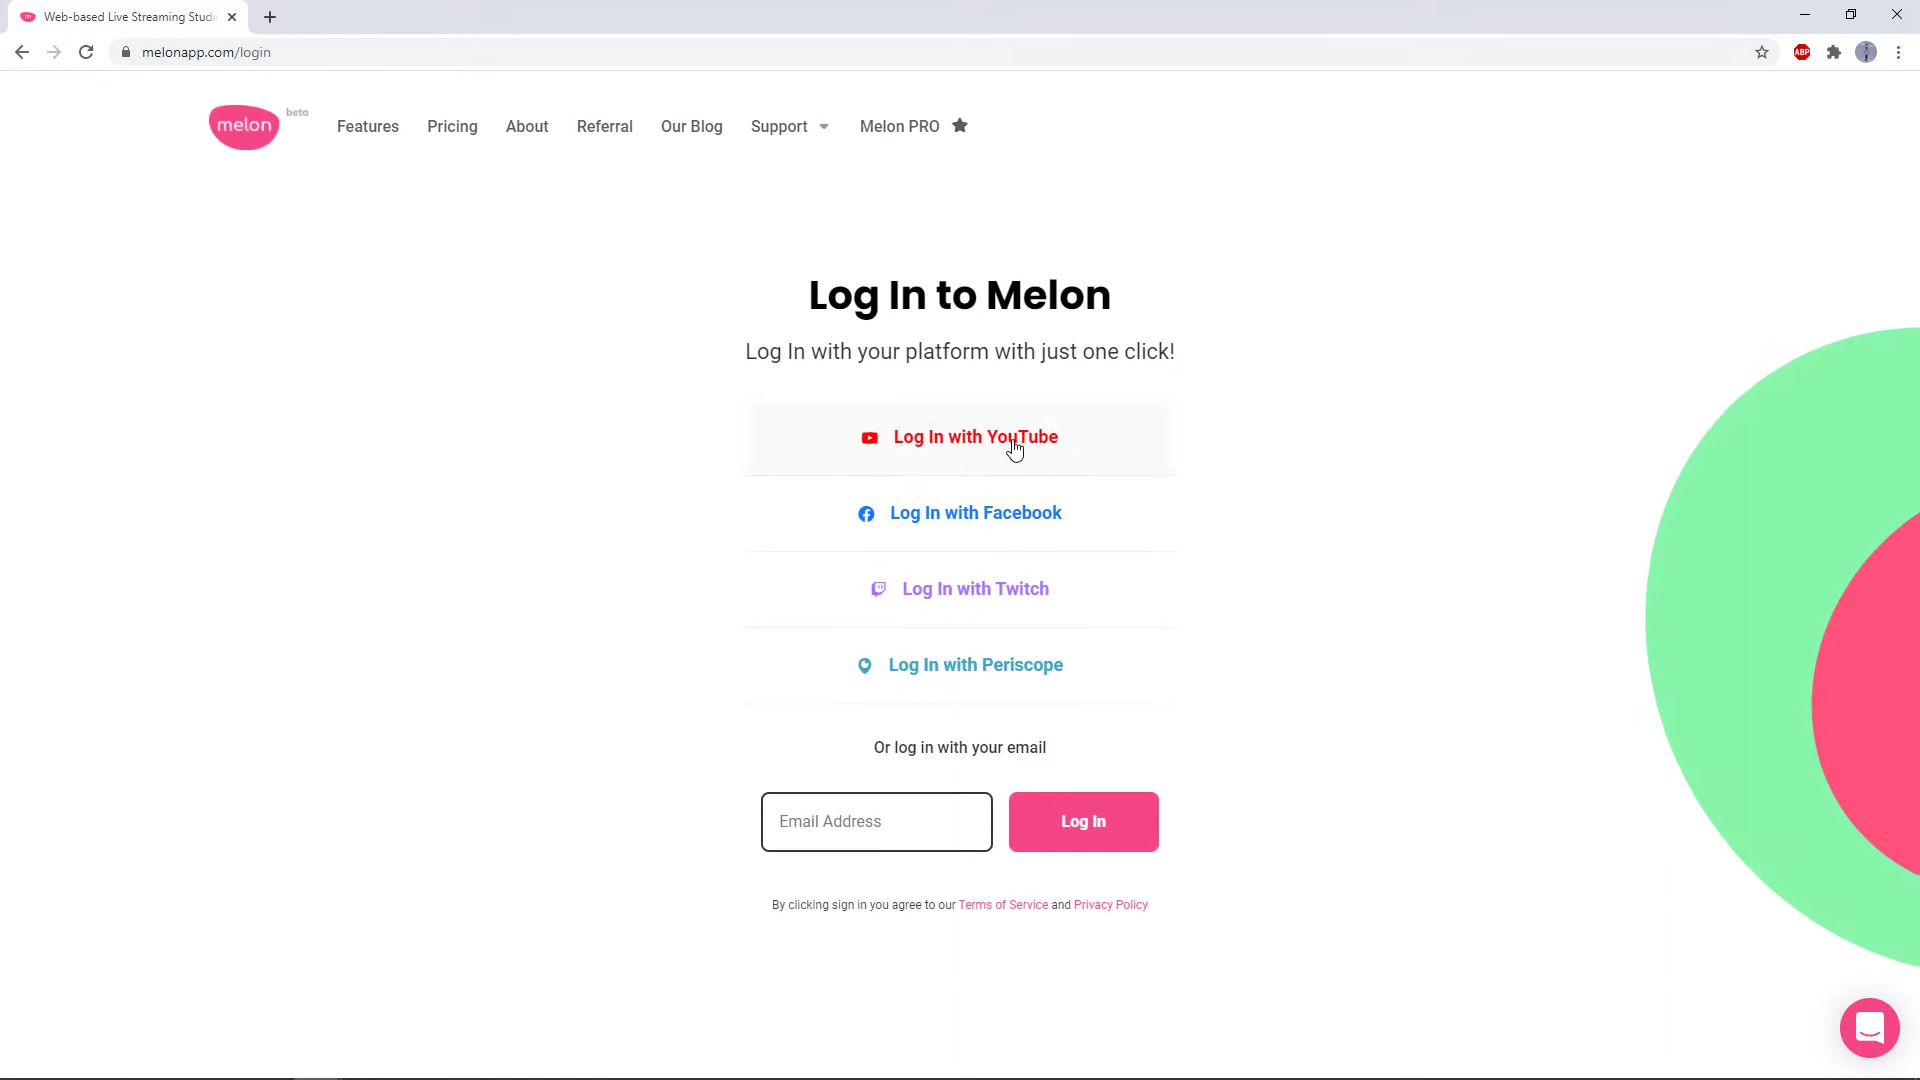 Web-based Live Streaming Studi
melonapp.com/login
ABP
melon beta
Features Pricing About Referral Our Blog Support Melon PRO
Log In to Melon
Log In with your platform with just one click!
Log In with YouTube
Log In with Facebook
Log In with Twitch
Log In with Periscope
Or log in with your email
Email Address Log In
By clicking sign in you agree to our Terms of Service and Privacy Policy